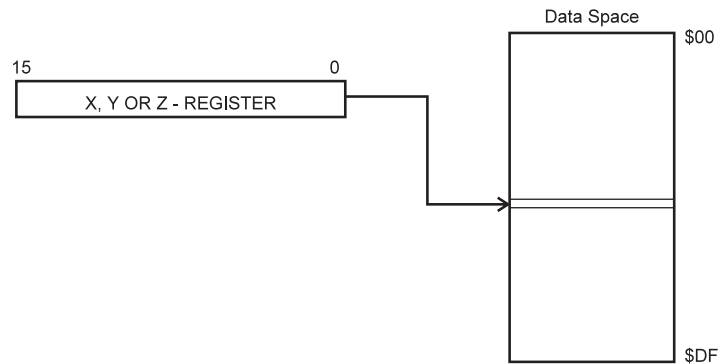 Data Space
$00
15 0
X, Y OR Z - REGISTER
$DF